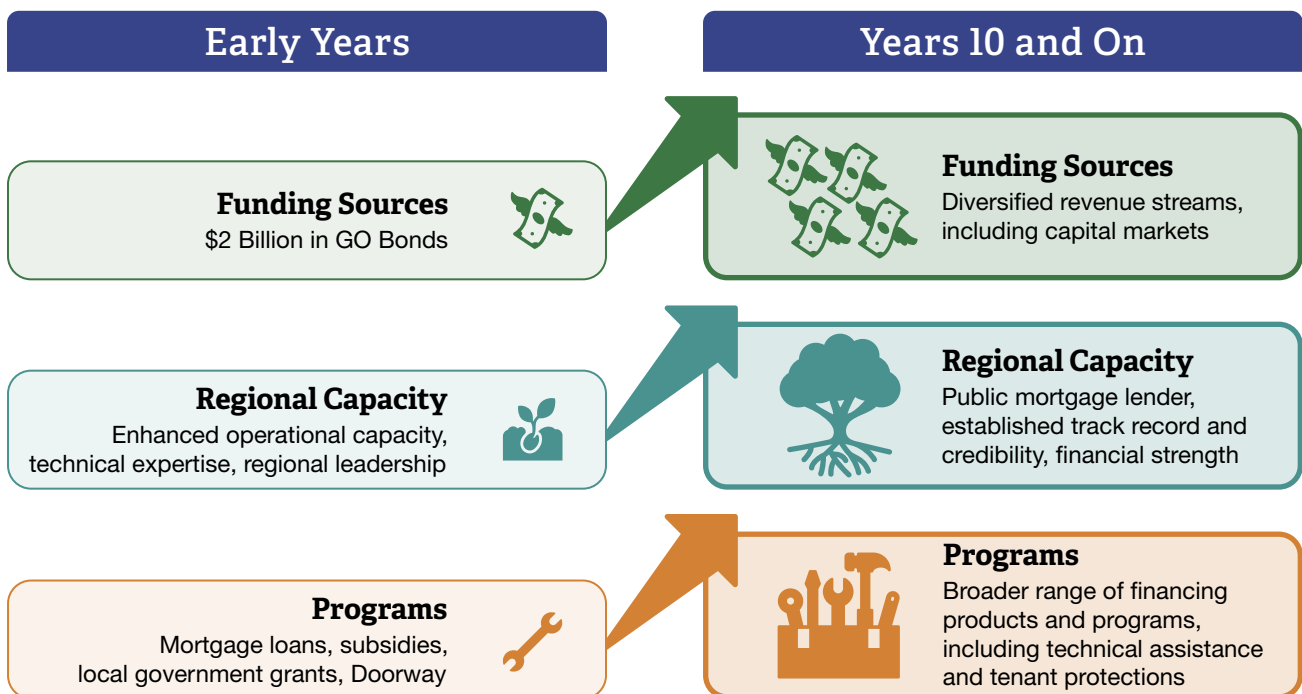 Early Years
Years 10 and On
Funding Sources
$2 Billion in GO Bonds
Funding Sources
Diversified revenue streams,
including capital markets
Regional Capacity
Enhanced operational capacity,
technical expertise, regional leadership
Regional Capacity
Public mortgage lender,
established track record and
credibility, financial strength
Programs
Mortgage loans, subsidies,
local government grants, Doorway
Programs
Broader range of financing
products and programs,
including technical assistance
and tenant protections